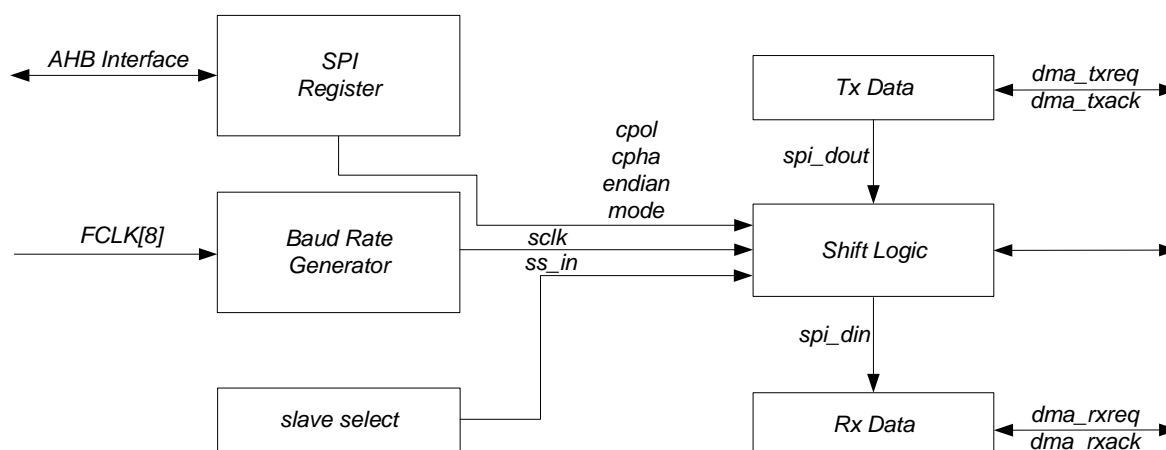 AHB Interface
SPI
Register
Tx Data
dma_txreq
dma_txack
cpol
cpha
endian
mode
spi_dout
FCLK[8]
Baud Rate
Generator
sclk
ss_in
Shift Logic
spi_din
slave select
Rx Data
dma_rxreq
dma_rxack